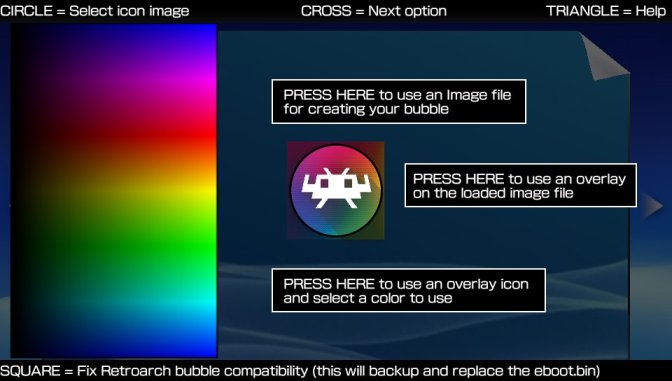 CIRCLE = Select icon image
CROSS = Next option
TRIANGLE = Help
PRESS HERE to use an Image file
for creating your bubble
PRESS HERE to use an overlay
on the loaded image file
PRESS HERE to use an overlay icon
and select a color to use
SQUARE = Fix Retroarch bubble compatibility (this will backup and replace the eboot.bin)